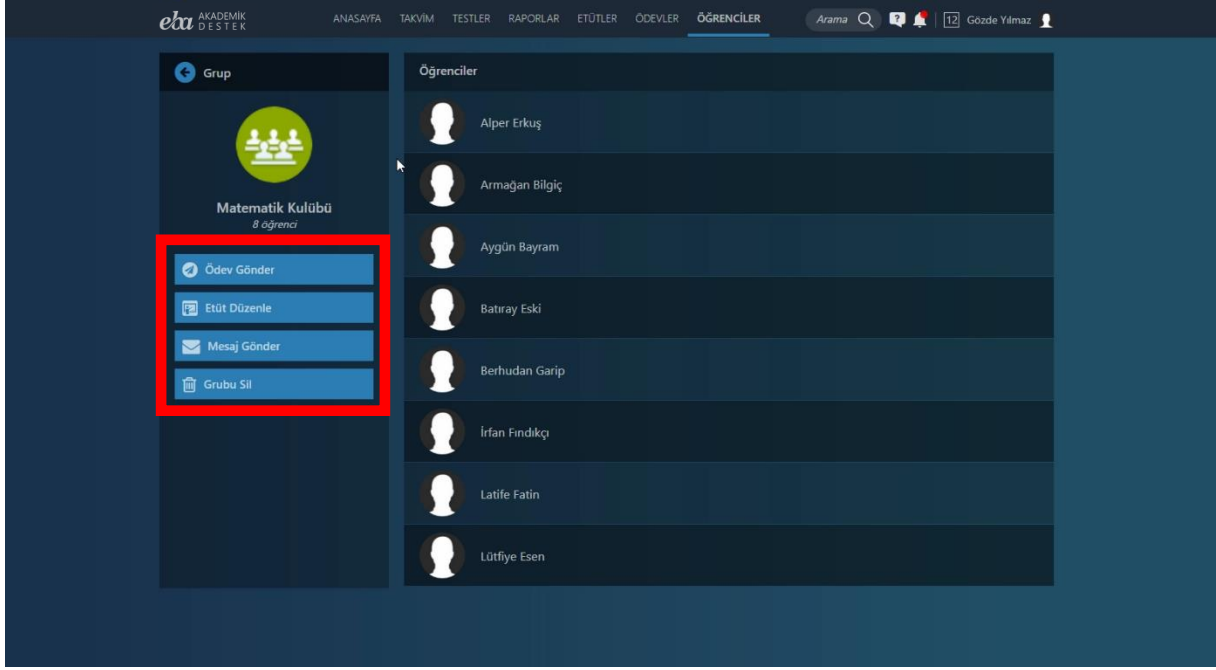 eba AKADEMİK DESTEK
ANASAYFA TAKVİM TESTLER RAPORLAR ETÜTLER ÖDEVLER ÖĞRENCİLER Arama ? 12 Gözde Yılmaz
Grup
Matematik Kulübü
8 öğrenci
Ödev Gönder
Etüt Düzenle
Mesaj Gönder
Grubu Sil
Öğrenciler
Alper Erkuş
Armağan Bilgiç
Aygün Bayram
Batıray Eski
Berhudan Garip
İrfan Fındıkçı
Latife Fatin
Lütfiye Esen